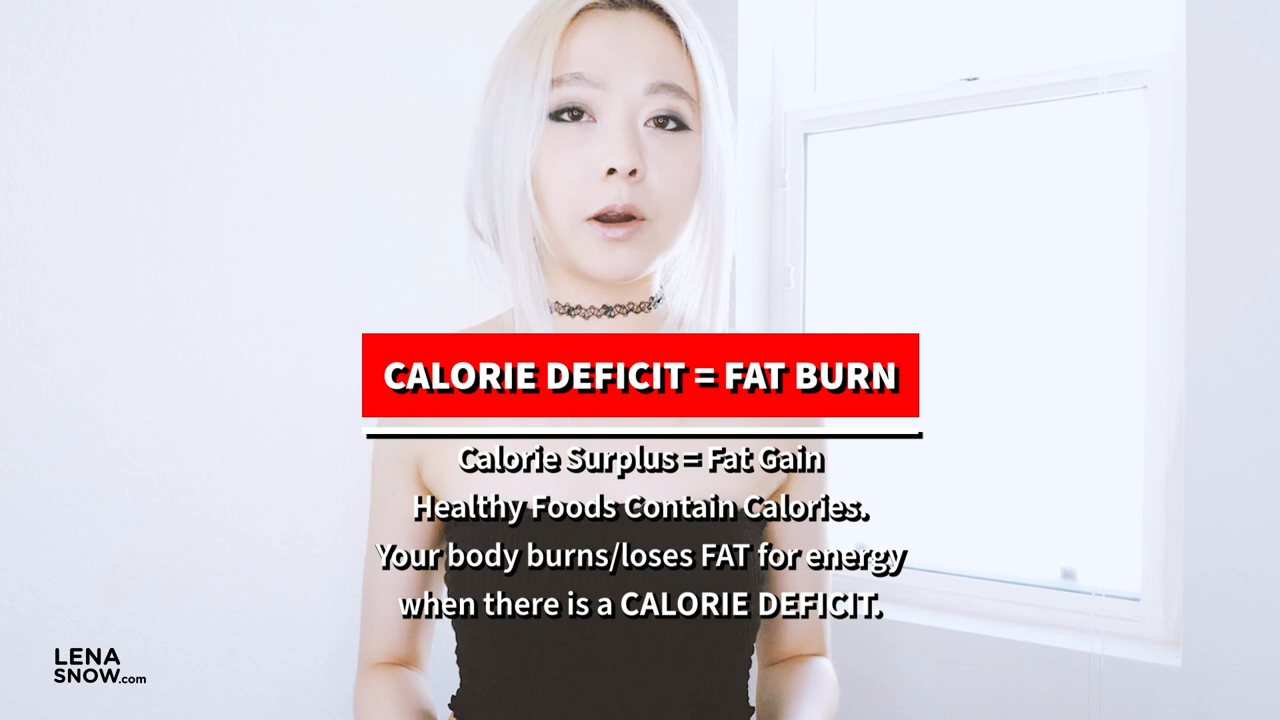 CALORIE DEFICIT = FAT BURN
Calorie Surplus = Fat Gain
Healthy Foods Contain Calories.
Your body burns/loses FAT for energy
when there is a CALORIE DEFICIT.
LENA
SNOW.com